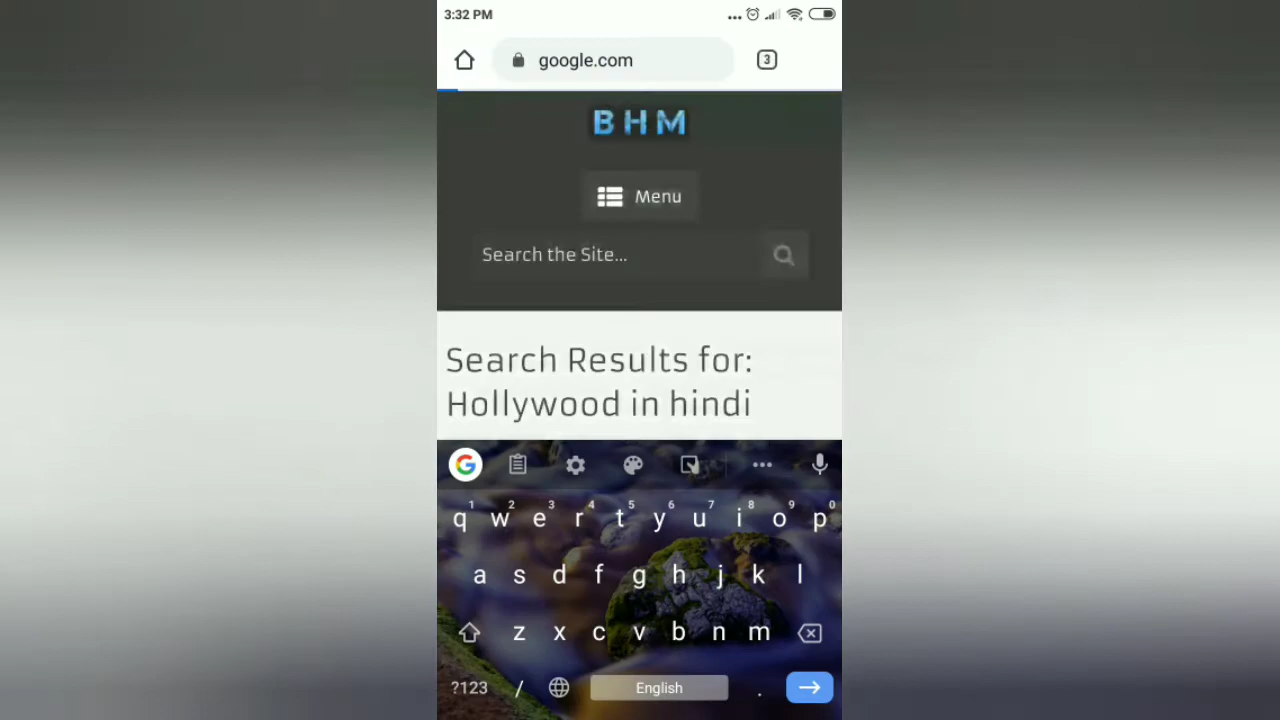 3:32 PM
google.com
3
B H M
Menu
Search the Site...
Search Results for:
Hollywood in hindi
G
1 2 3 4 5 6 7 8 9 0
q w e r t y u i o p
a s d f g h j k l
z x c v b n m
?123 / English .